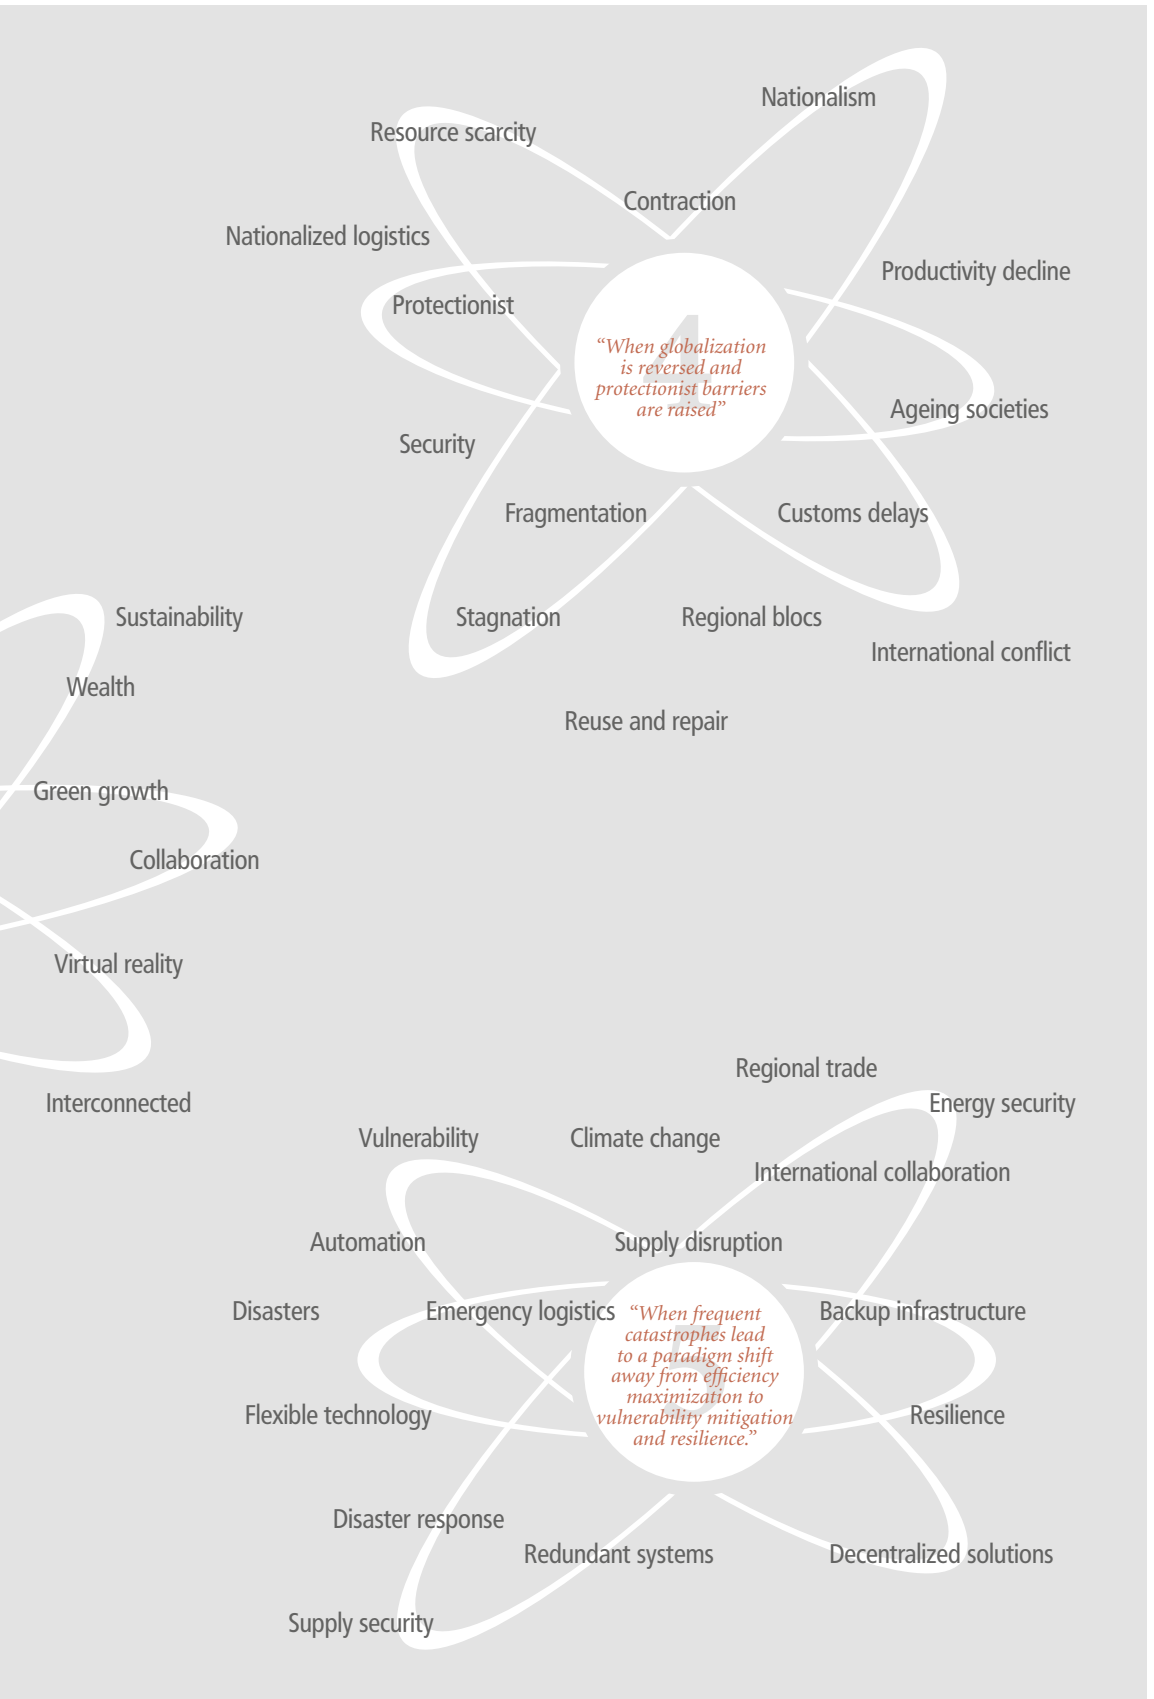 Nationalism
Resource scarcity
Contraction
Nationalized logistics
Productivity decline
Protectionist
4
“When globalization
is reversed and
protectionist barriers
are raised”
Ageing societies
Security
Fragmentation
Customs delays
Sustainability
Stagnation
Regional blocs
International conflict
Wealth
Reuse and repair
Green growth
Collaboration
Virtual reality
Interconnected
Regional trade
Energy security
Vulnerability
Climate change
International collaboration
Automation
Supply disruption
Disasters
Emergency logistics
Backup infrastructure
5
“When frequent
catastrophes lead
to a paradigm shift
away from efficiency
maximization to
vulnerability mitigation
and resilience.”
Flexible technology
Resilience
Disaster response
Redundant systems
Decentralized solutions
Supply security